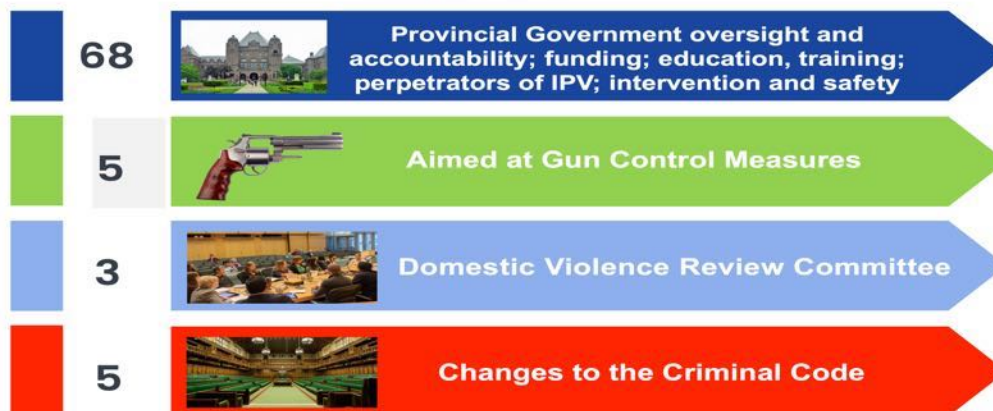 68
Provincial Government oversight and
accountability; funding; education, training;
perpetrators of IPV; intervention and safety
5
Aimed at Gun Control Measures
3
Domestic Violence Review Committee
5
Changes to the Criminal Code